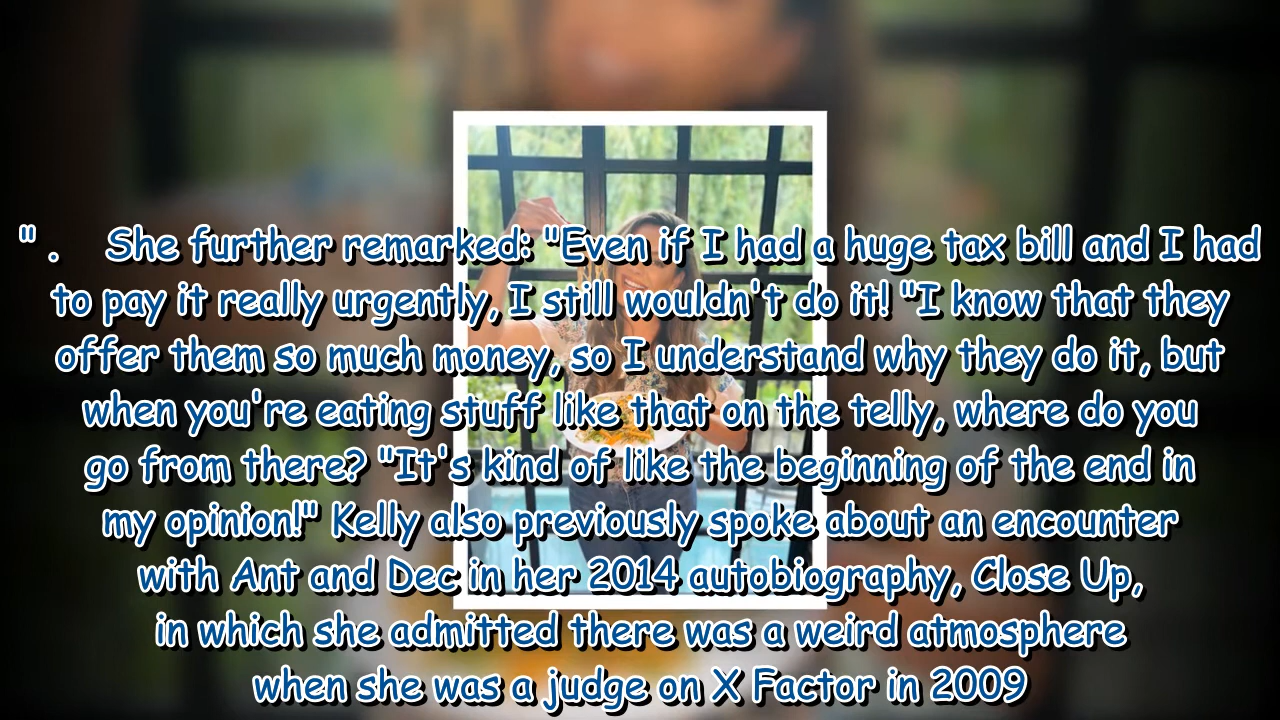 " .    She further remarked: "Even if I had a huge tax bill and I had
to pay it really urgently, I still wouldn't do it! "I know that they
offer them so much money, so I understand why they do it, but
when you're eating stuff like that on the telly, where do you
go from there? "It's kind of like the beginning of the end in
my opinion!" Kelly also previously spoke about an encounter
with Ant and Dec in her 2014 autobiography, Close Up,
in which she admitted there was a weird atmosphere
when she was a judge on X Factor in 2009